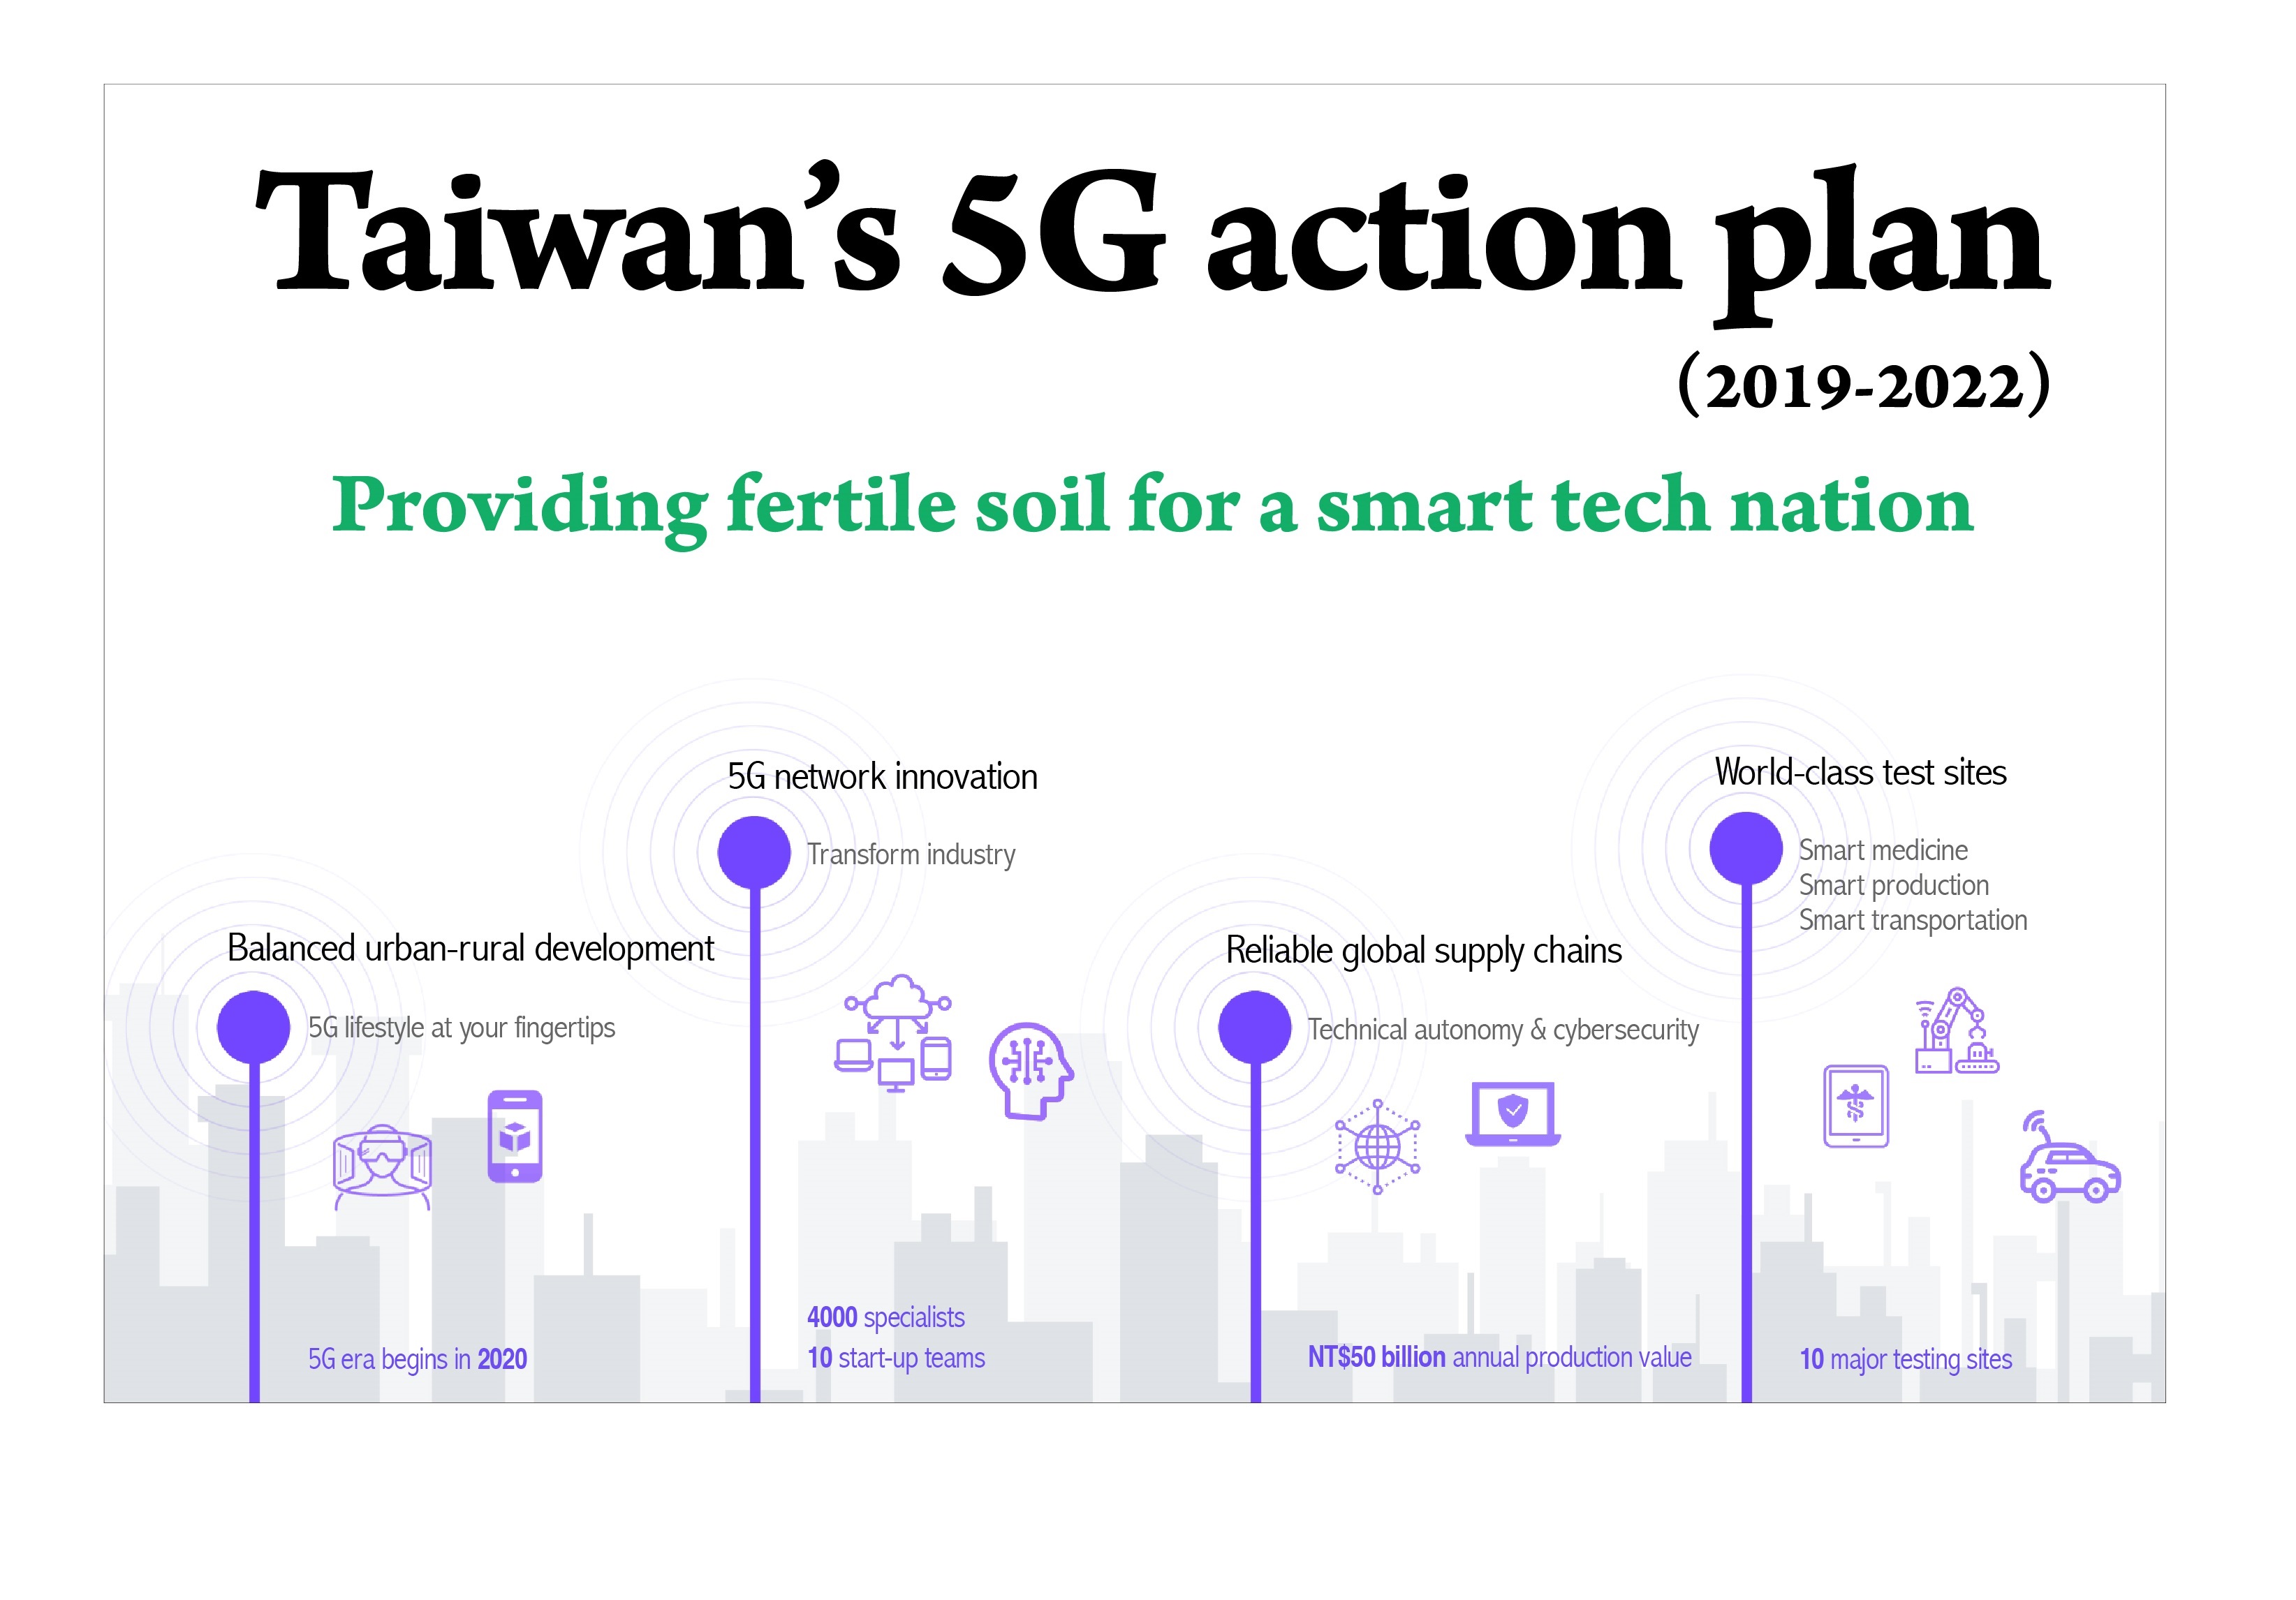 Taiwan’s 5G action plan
(2019-2022)
Providing fertile soil for a smart tech nation
Balanced urban-rural development
5G lifestyle at your fingertips
5G era begins in 2020
5G network innovation
Transform industry
4000 specialists
10 start-up teams
Reliable global supply chains
Technical autonomy & cybersecurity
NT$50 billion annual production value
World-class test sites
Smart medicine
Smart production
Smart transportation
10 major testing sites